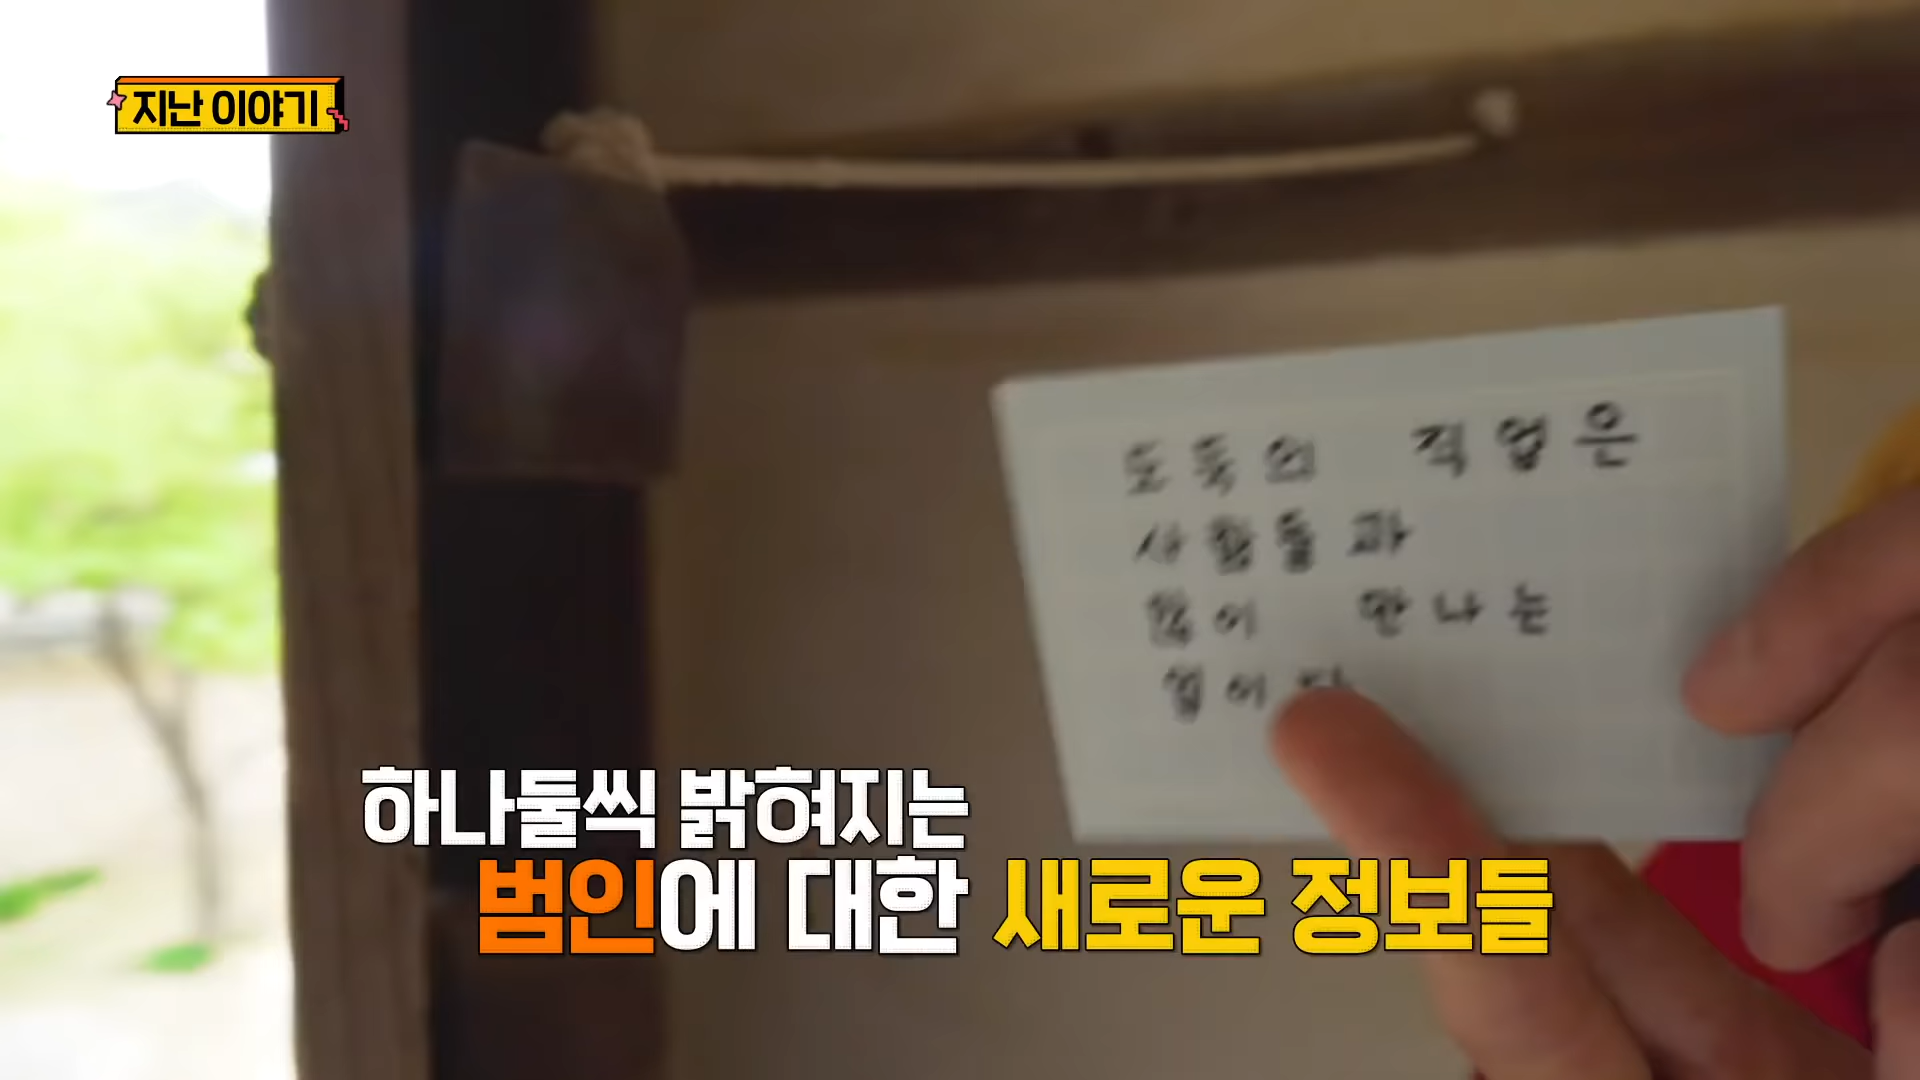 지난 이야기
도둑의 직업은
사람들과
많이 만나는
업이다
하나둘씩 밝혀지는
범인에 대한 새로운 정보들